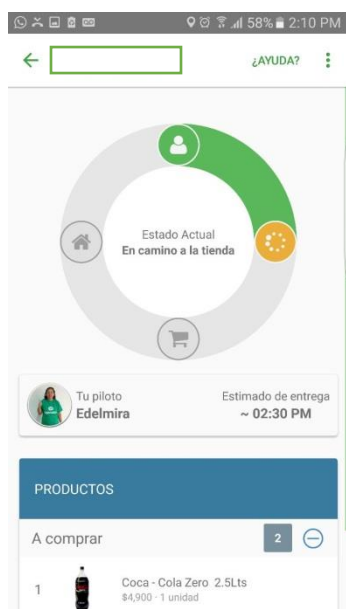 58% 2:10 PM
¿AYUDA?
Estado Actual
En camino a la tienda
Tu piloto
Edelmira
Estimado de entrega
~ 02:30 PM
PRODUCTOS
A comprar
2
1
Coca - Cola Zero 2.5Lts
$4,900 · 1 unidad